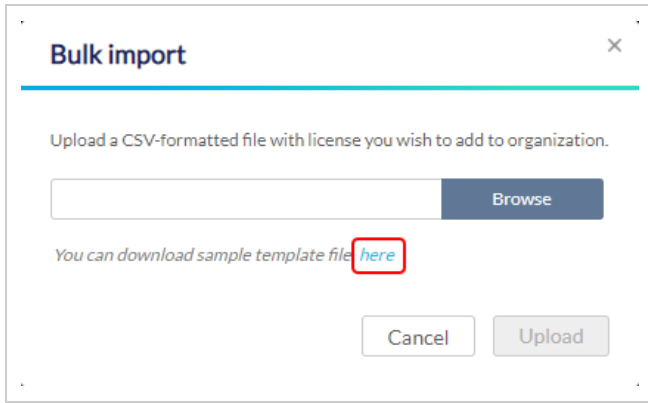 Bulk import
Upload a CSV-formatted file with license you wish to add to organization.
Browse
You can download sample template file here
Cancel
Upload